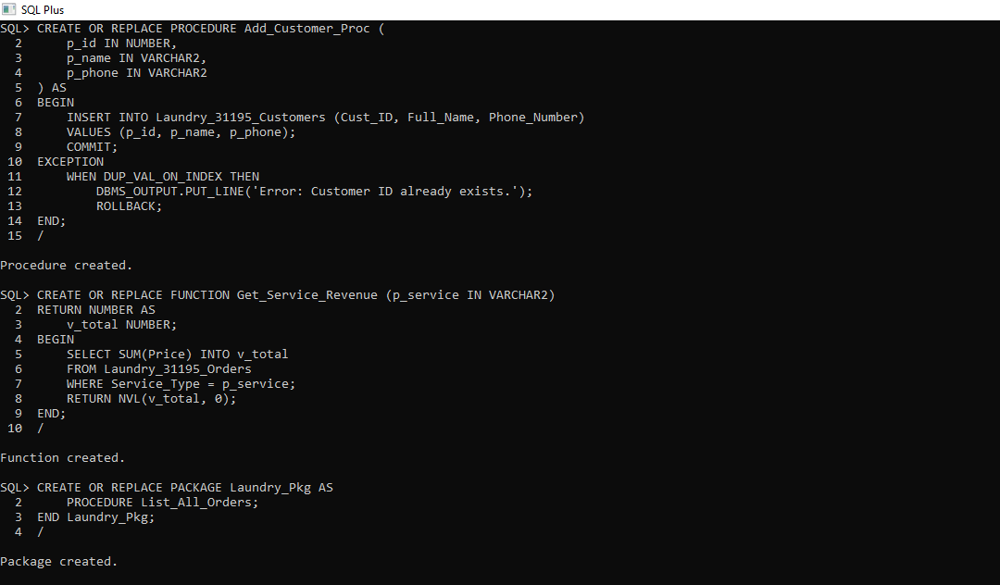 SQL Plus
SQL> CREATE OR REPLACE PROCEDURE Add_Customer_Proc (
  2      p_id IN NUMBER,
  3      p_name IN VARCHAR2,
  4      p_phone IN VARCHAR2
  5  ) AS
  6  BEGIN
  7      INSERT INTO Laundry_31195_Customers (Cust_ID, Full_Name, Phone_Number)
  8      VALUES (p_id, p_name, p_phone);
  9      COMMIT;
 10  EXCEPTION
 11      WHEN DUP_VAL_ON_INDEX THEN
 12          DBMS_OUTPUT.PUT_LINE('Error: Customer ID already exists.');
 13          ROLLBACK;
 14  END;
 15  /
Procedure created.
SQL> CREATE OR REPLACE FUNCTION Get_Service_Revenue (p_service IN VARCHAR2)
  2  RETURN NUMBER AS
  3      v_total NUMBER;
  4  BEGIN
  5      SELECT SUM(Price) INTO v_total
  6      FROM Laundry_31195_Orders
  7      WHERE Service_Type = p_service;
  8      RETURN NVL(v_total, 0);
  9  END;
 10  /
Function created.
SQL> CREATE OR REPLACE PACKAGE Laundry_Pkg AS
  2      PROCEDURE List_All_Orders;
  3  END Laundry_Pkg;
  4  /
Package created.